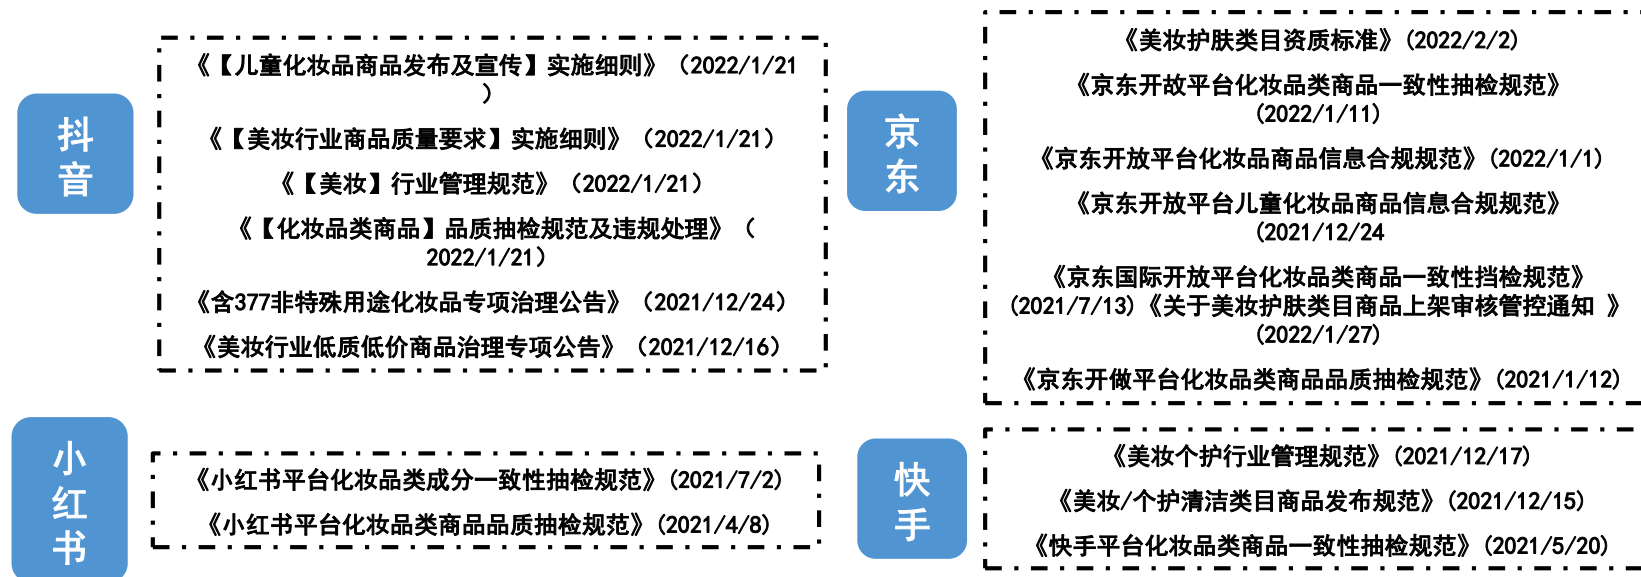 抖音
《【儿童化妆品商品发布及宣传】实施细则》（2022/1/21
）
《【美妆行业商品质量要求】实施细则》（2022/1/21）
《【美妆】行业管理规范》（2022/1/21）
《【化妆品类商品】品质抽检规范及违规处理》（
2022/1/21）
《含377非特殊用途化妆品专项治理公告》（2021/12/24）
《美妆行业低质低价商品治理专项公告》（2021/12/16）
京东
《美妆护肤类目资质标准》(2022/2/2)
《京东开故平台化妆品类商品一致性抽检规范》
(2022/1/11)
《京东开放平台化妆品商品信息合规规范》(2022/1/1)
《京东开放平台儿童化妆品商品信息合规规范》
(2021/12/24
《京东国际开放平台化妆品类商品一致性挡检规范》
(2021/7/13)《关于美妆护肤类目商品上架审核管控通知 》
(2022/1/27)
《京东开做平台化妆品类商品品质抽检规范》(2021/1/12)
小红书
《小红书平台化妆品类成分一致性抽检规范》(2021/7/2)
《小红书平台化妆品类商品品质抽检规范》(2021/4/8)
快手
《美妆个护行业管理规范》(2021/12/17)
《美妆/个护清洁类目商品发布规范》(2021/12/15)
《快手平台化妆品类商品一致性抽检规范》(2021/5/20)